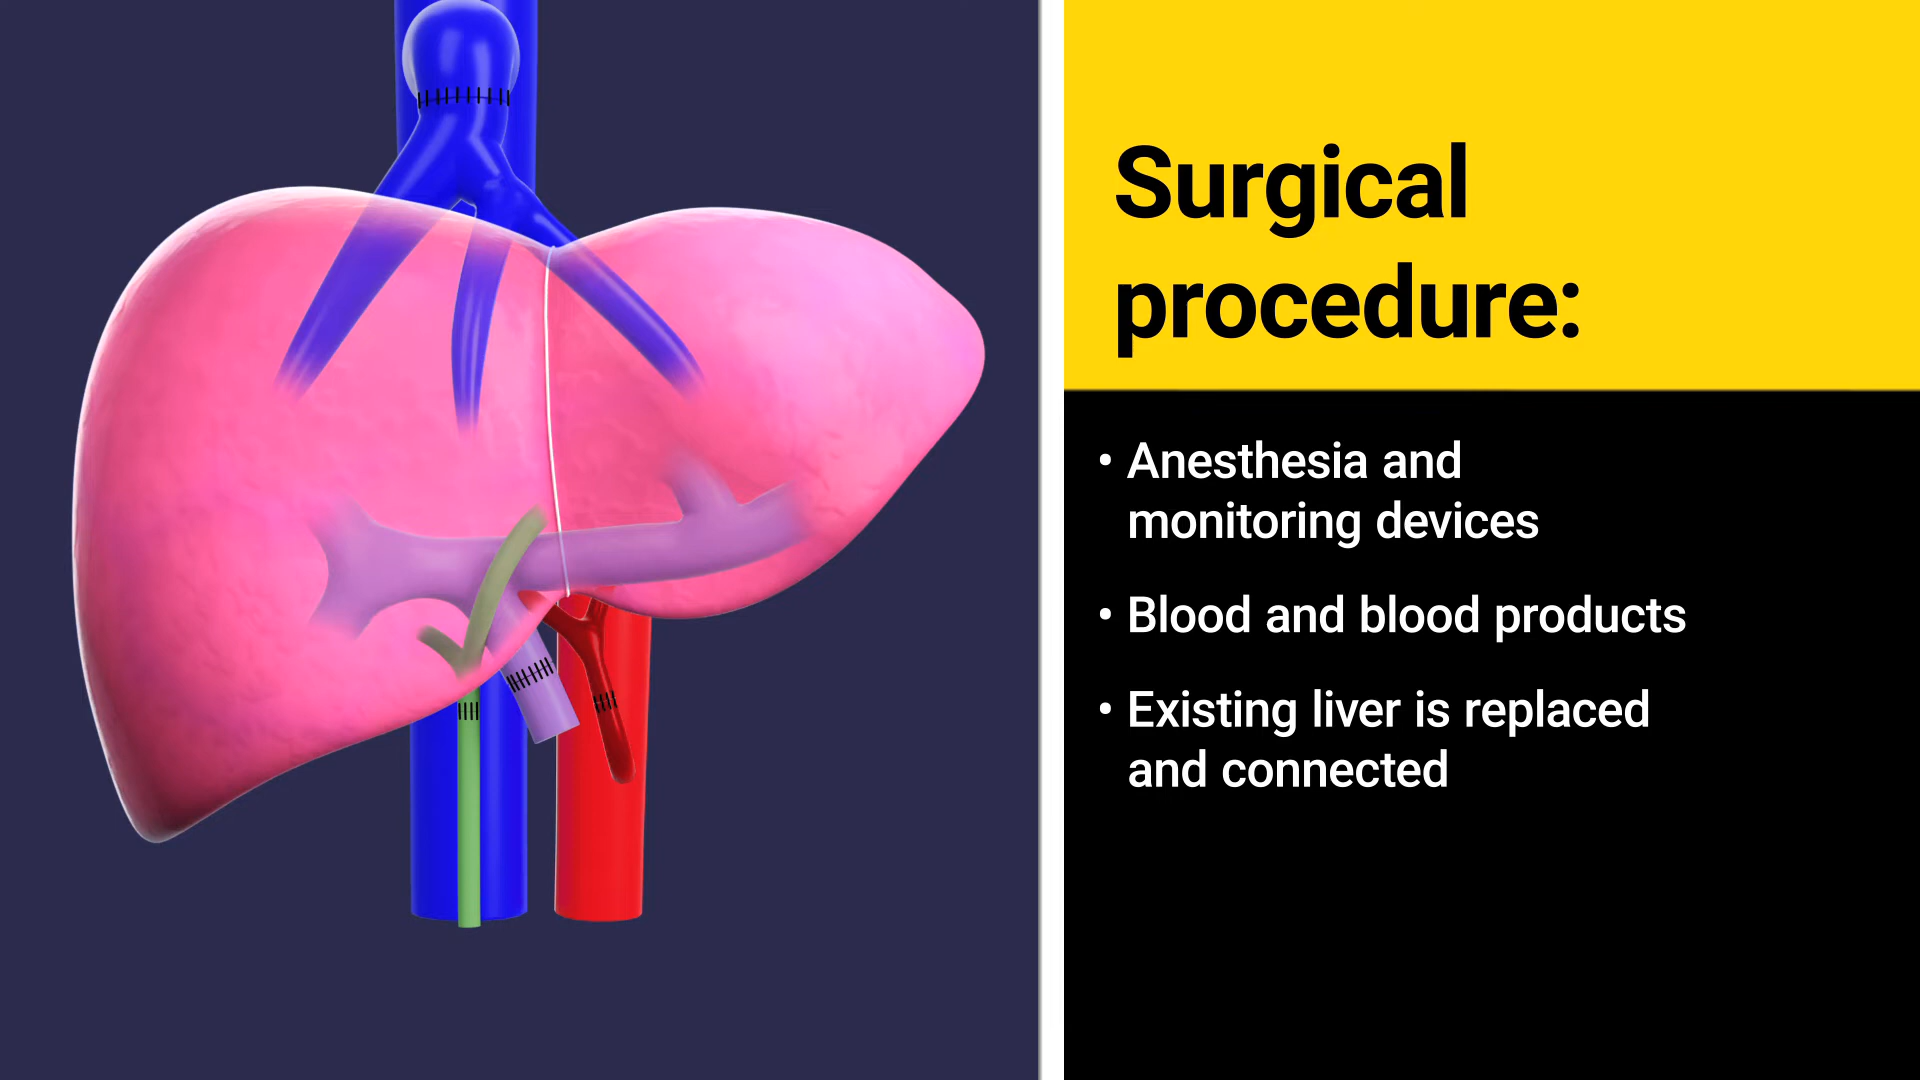 Surgical
procedure:
• Anesthesia and
monitoring devices
• Blood and blood products
• Existing liver is replaced
and connected